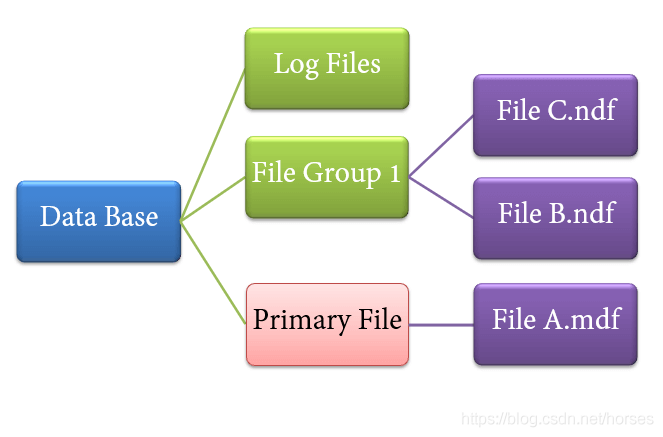 Log Files
File C.ndf
File Group 1
File B.ndf
Data Base
Primary File
File A.mdf
https://blog.csdn.net/horses